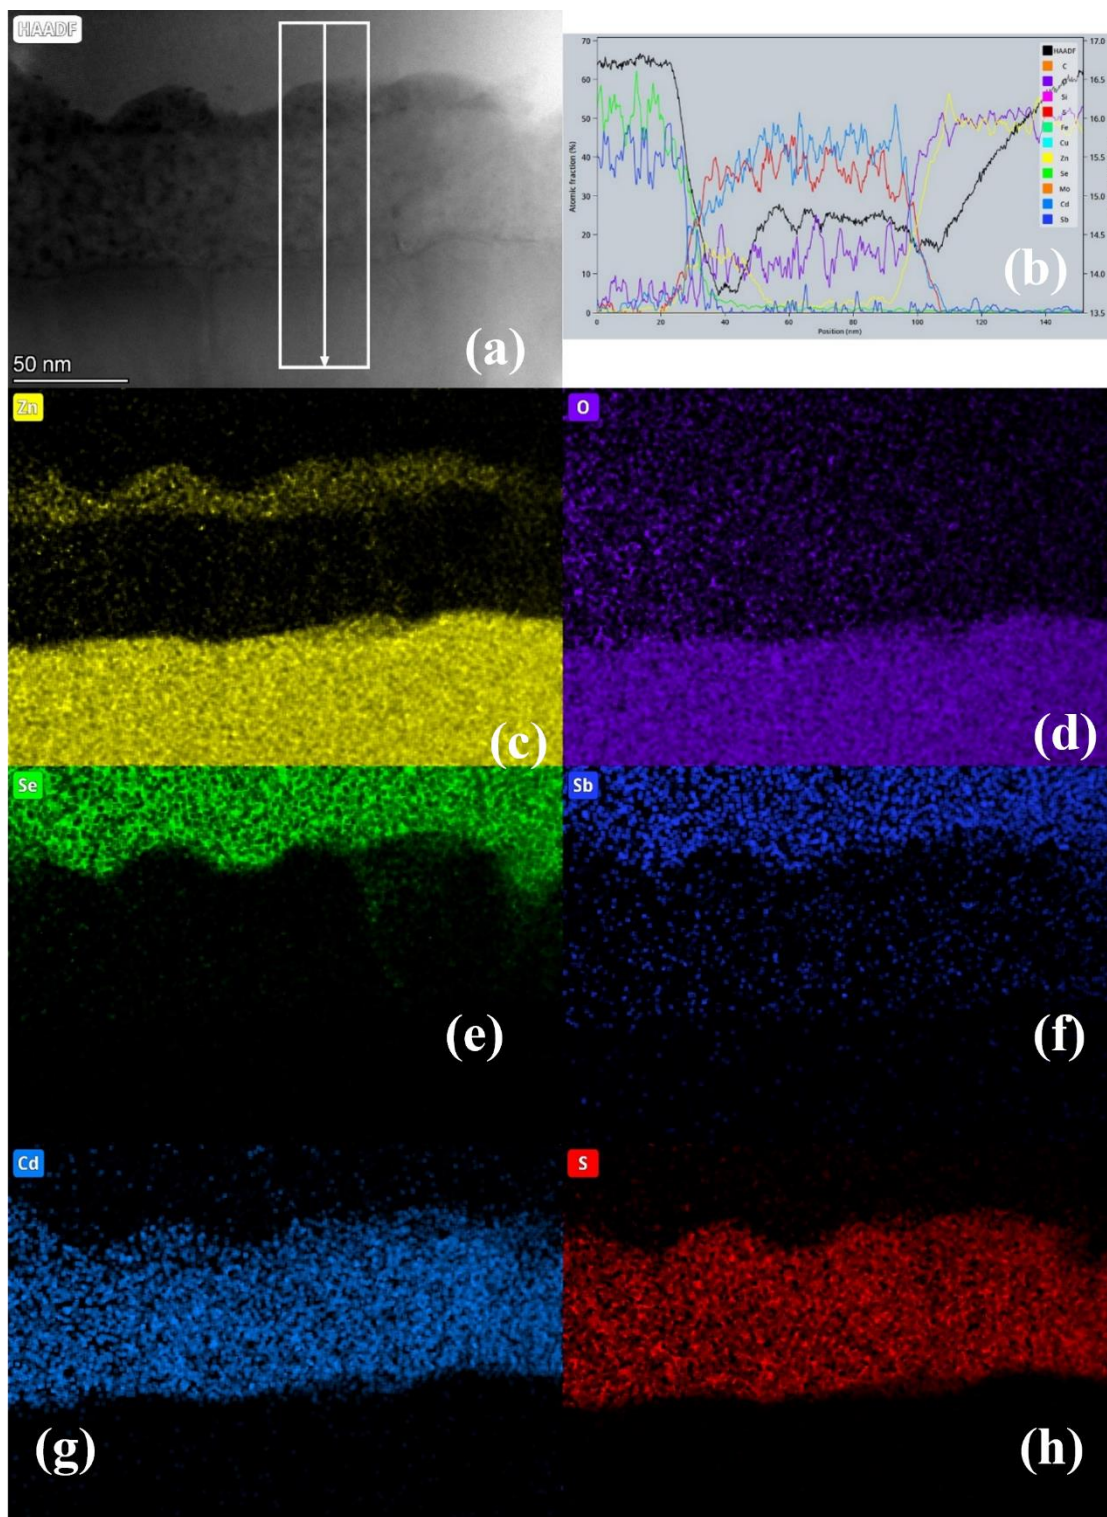 HAADF
50 nm
(a)
70
60
50
40
30
20
10
0
Atomic fraction (%)
0
20
40
60
80
100
120
140
Position (nm)
17.0
16.5
16.0
15.5
15.0
14.5
14.0
13.5
HAADF
C
O
Si
S
Fe
Cu
Zn
Se
Mo
Cd
Sb
(b)
Zn
(c)
O
(d)
Se
(e)
Sb
(f)
Cd
(g)
S
(h)